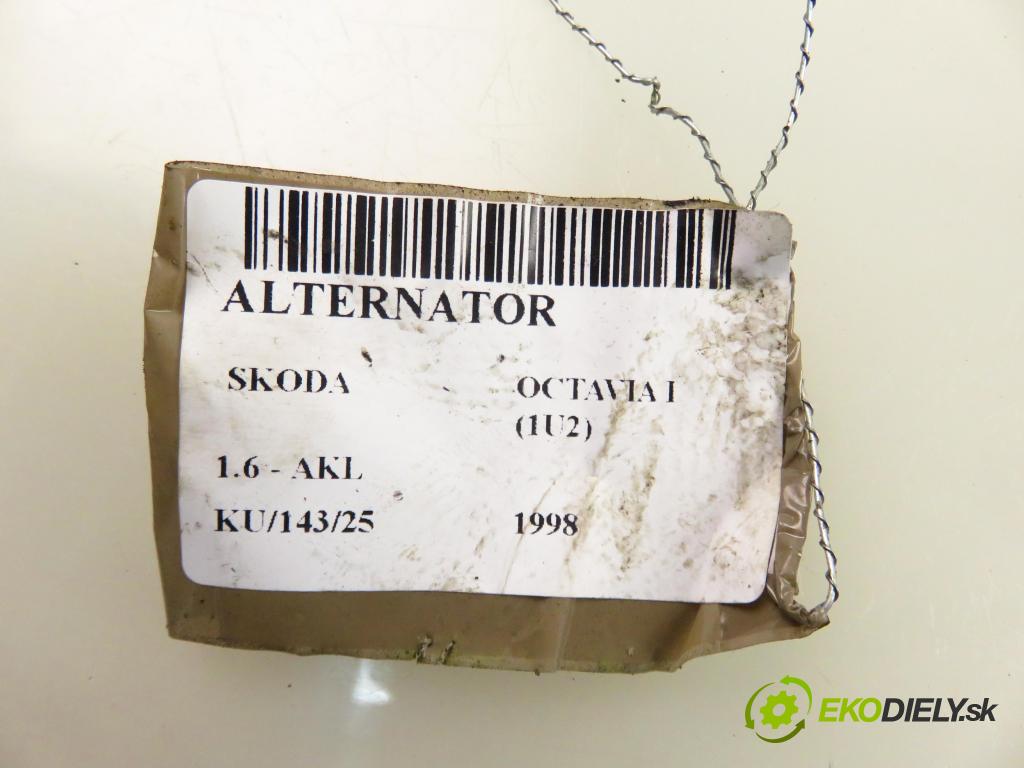 ALTERNATOR
SKODA OCTAVIA I
(1U2)
1.6 - AKL
KU/143/25 1998
EKODIELY.sk